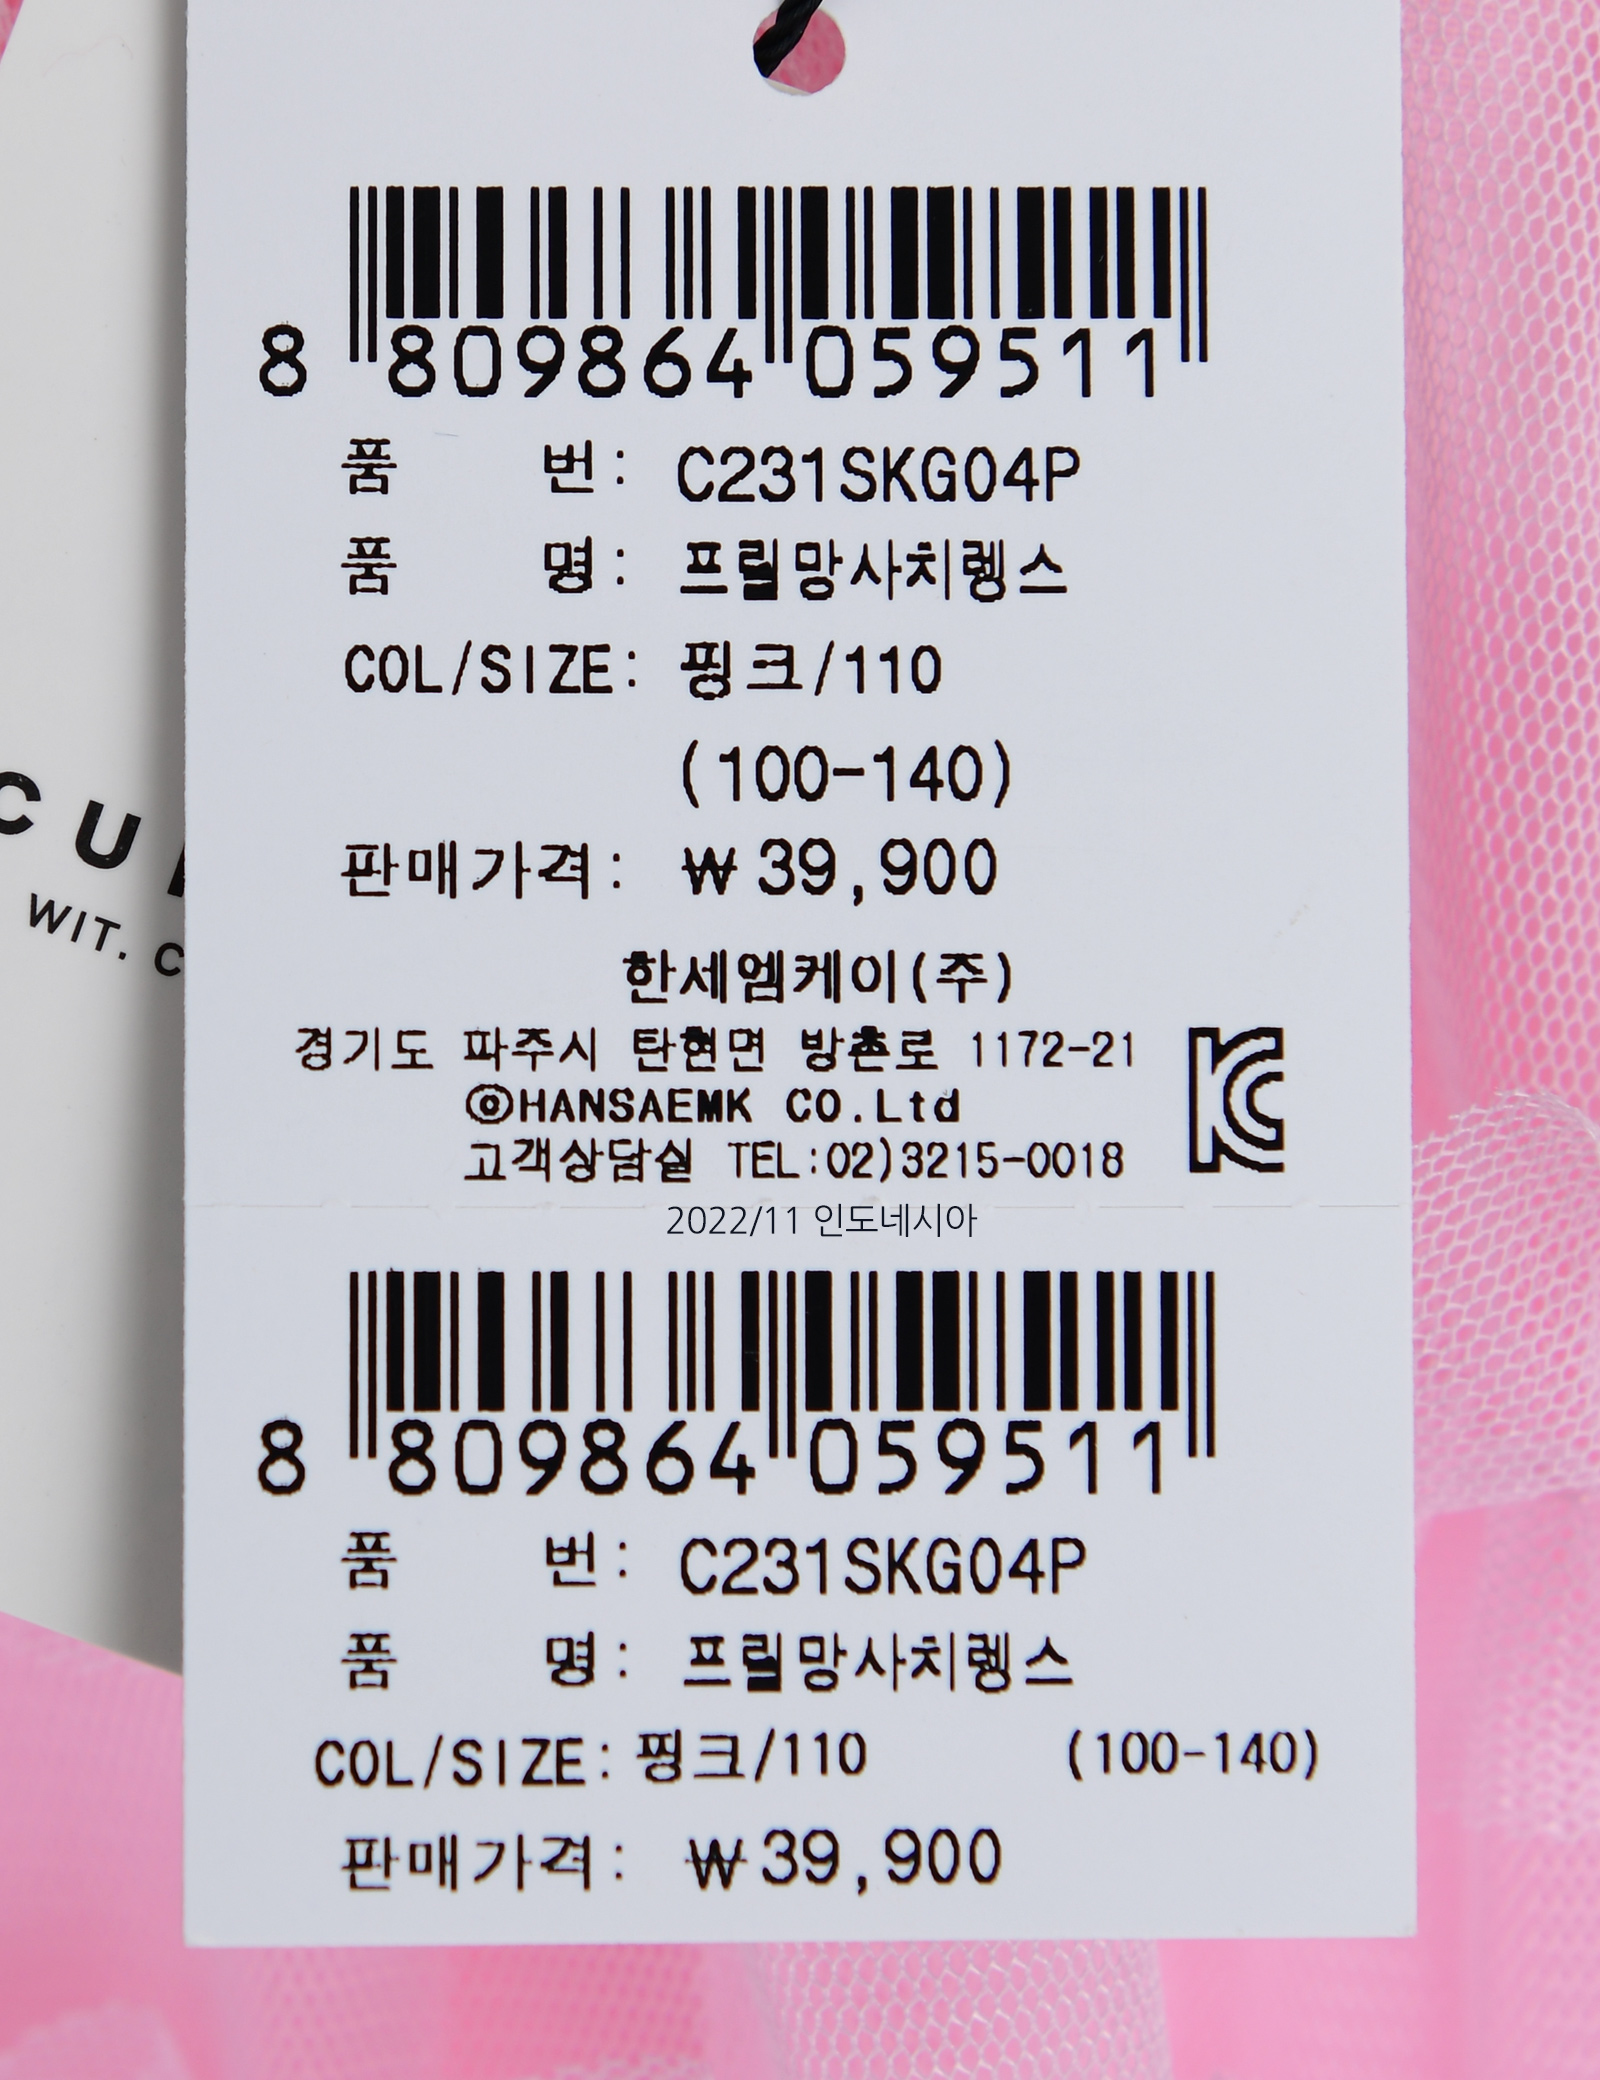 CU
WIT. C
8 809864 059511
품 번: C231SKG04P
품 명: 프릴망사치렝스
COL/SIZE: 핑크/110
(100-140)
판매가격: ₩39,900
한세엠케이(주)
경기도 파주시 탄현면 방촌로 1172-21
©HANSAEMK CO.Ltd
고객상담실 TEL:02)3215-0018
2022/11 인도네시아
8 809864 059511
품 번: C231SKG04P
품 명: 프릴망사치렝스
COL/SIZE: 핑크/110 (100-140)
판매가격: ₩39,900